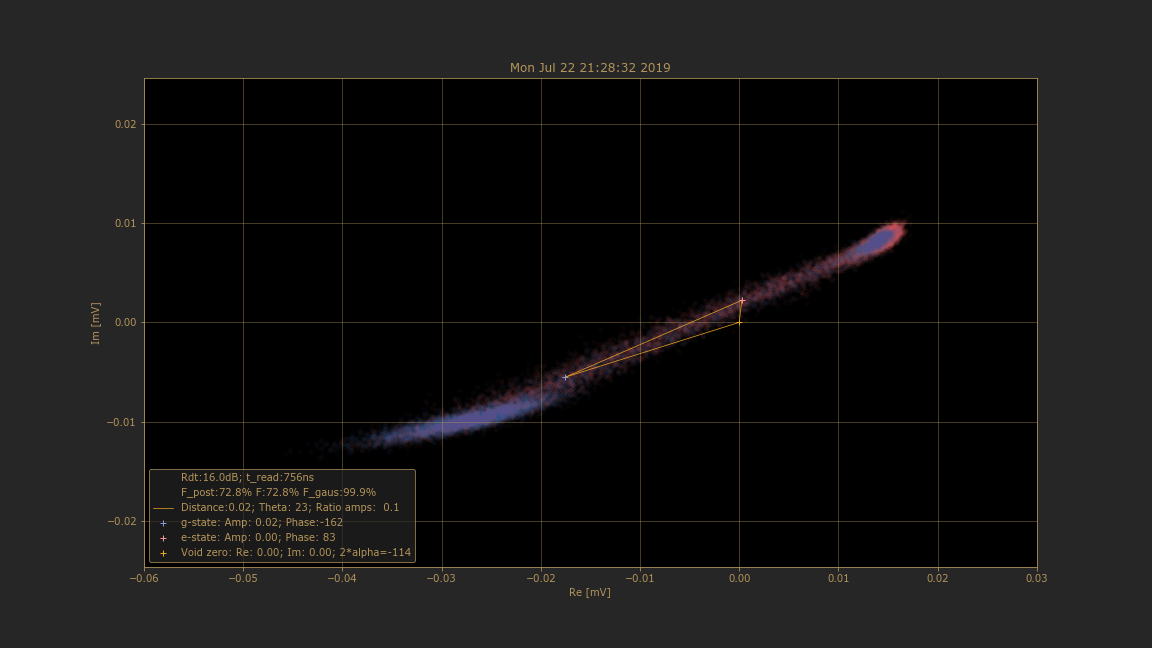 Mon Jul 22 21:28:32 2019
0.02
0.01
0.00
−0.01
−0.02
Im [mV]
Rdt:16.0dB; t_read:756ns
F_post:72.8% F:72.8% F_gaus:99.9%
Distance:0.02; Theta: 23; Ratio amps:  0.1
g-state: Amp: 0.02; Phase:-162
e-state: Amp: 0.00; Phase: 83
Void zero: Re: 0.00; Im: 0.00; 2*alpha=-114
−0.06 −0.05 −0.04 −0.03 −0.02 −0.01 0.00 0.01 0.02 0.03
Re [mV]